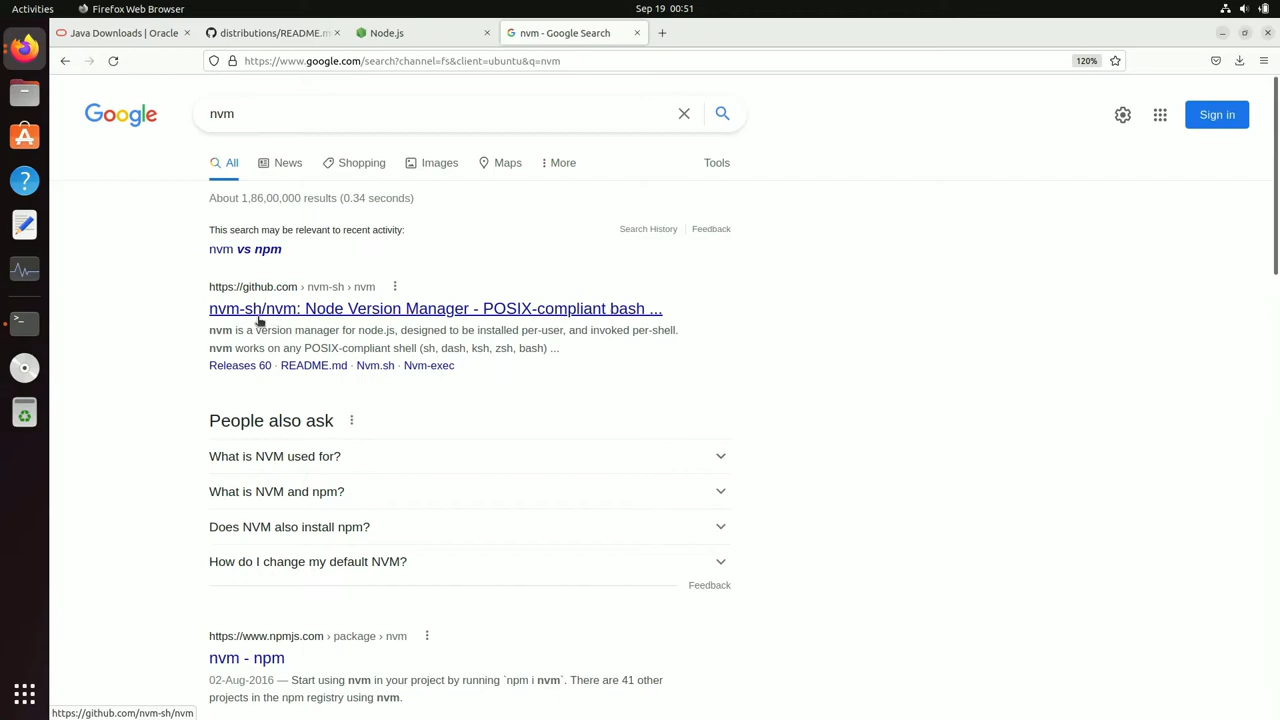 Activities
Firefox Web Browser
Sep 19 00:51
Java Downloads | Oracle
distributions/README.m
Node.js
nvm - Google Search
https://www.google.com/search?channel=fs&client=ubuntu&q=nvm
120%
Google
nvm
Sign in
All
News
Shopping
Images
Maps
More
Tools
About 1,86,00,000 results (0.34 seconds)
This search may be relevant to recent activity:
Search History
Feedback
nvm vs npm
https://github.com › nvm-sh › nvm
nvm-sh/nvm: Node Version Manager - POSIX-compliant bash ...
nvm is a version manager for node.js, designed to be installed per-user, and invoked per-shell.
nvm works on any POSIX-compliant shell (sh, dash, ksh, zsh, bash) ...
Releases 60 · README.md · Nvm.sh · Nvm-exec
People also ask
What is NVM used for?
What is NVM and npm?
Does NVM also install npm?
How do I change my default NVM?
Feedback
https://www.npmjs.com › package › nvm
nvm - npm
02-Aug-2016 — Start using nvm in your project by running `npm i nvm`. There are 41 other
projects in the npm registry using nvm.
https://github.com/nvm-sh/nvm